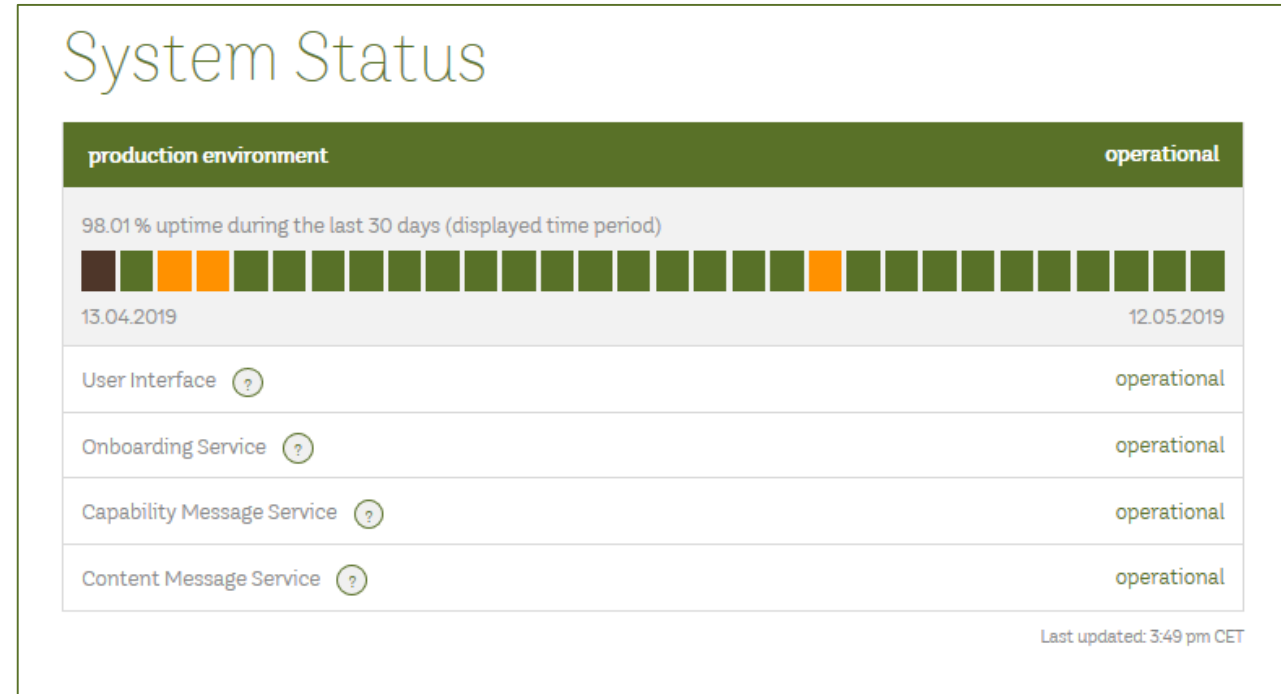 System Status
production environment operational
98.01 % uptime during the last 30 days (displayed time period)
13.04.2019 12.05.2019
User Interface ? operational
Onboarding Service ? operational
Capability Message Service ? operational
Content Message Service ? operational
Last updated: 3:49 pm CET